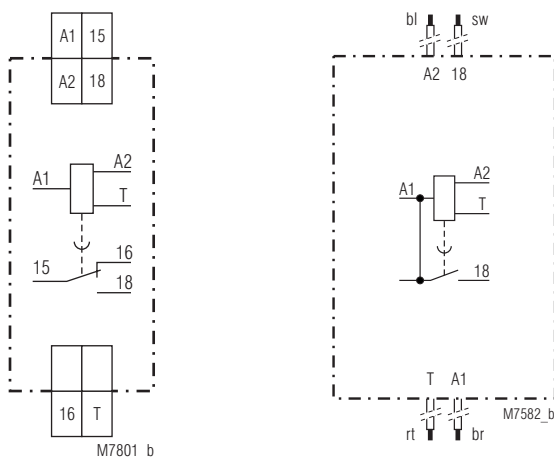 A1 15
A2 18
A1
A2
T
15
16
18
16 T
M7801_b
bl sw
A2 18
A1
A2
T
18
T A1
rt br
M7582_b